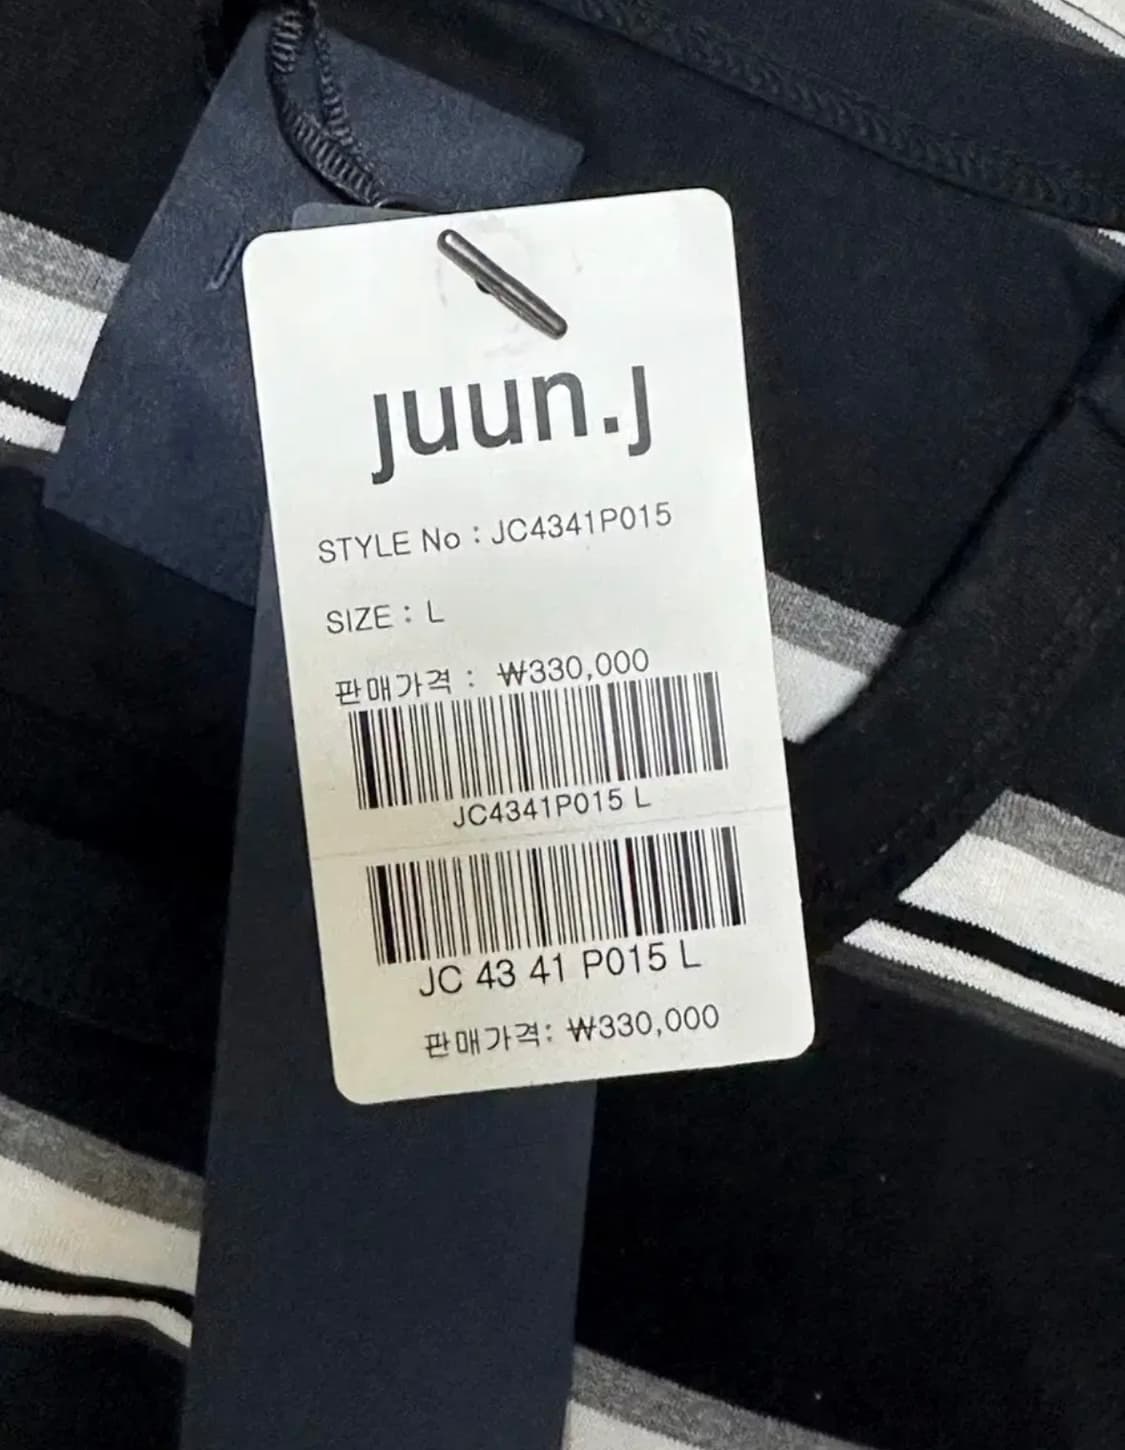 juun.j
STYLE No : JC4341P015
SIZE : L
판매가격 : ₩330,000
JC4341P015 L
JC 43 41 P015 L
판매가격: ₩330,000